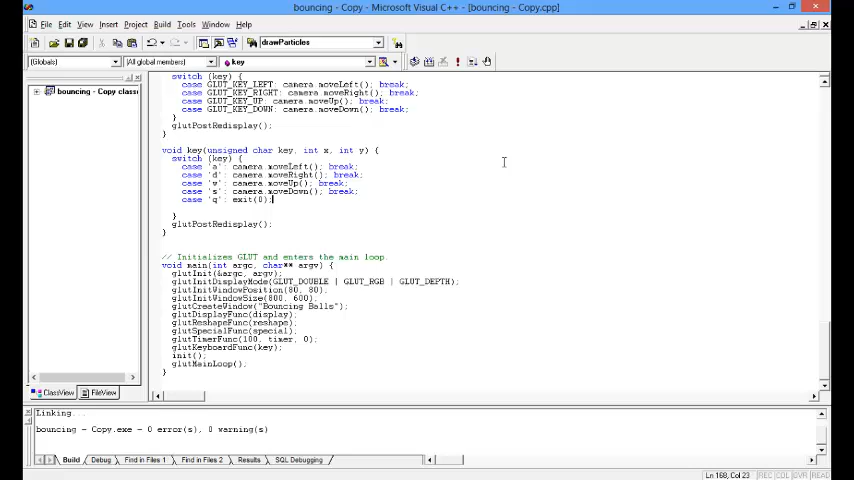 bouncing - Copy - Microsoft Visual C++ - [bouncing - Copy.cpp]
File Edit View Insert Project Build Tools Window Help
drawParticles
(Globals) (All global members) key
bouncing - Copy class
switch (key) {
case GLUT_KEY_LEFT: camera.moveLeft(); break;
case GLUT_KEY_RIGHT: camera.moveRight(); break;
case GLUT_KEY_UP: camera.moveUp(); break;
case GLUT_KEY_DOWN: camera.moveDown(); break;
}
glutPostRedisplay();
}
void key(unsigned char key, int x, int y) {
switch (key) {
case 'a': camera.moveLeft(); break;
case 'd': camera.moveRight(); break;
case 'w': camera.moveUp(); break;
case 's': camera.moveDown(); break;
case 'q': exit(0);
}
glutPostRedisplay();
}
// Initializes GLUT and enters the main loop.
void main(int argc, char** argv) {
glutInit(&argc, argv);
glutInitDisplayMode(GLUT_DOUBLE | GLUT_RGB | GLUT_DEPTH);
glutInitWindowPosition(80, 80);
glutInitWindowSize(800, 600);
glutCreateWindow("Bouncing Balls");
glutDisplayFunc(display);
glutReshapeFunc(reshape);
glutSpecialFunc(special);
glutTimerFunc(100, timer, 0);
glutKeyboardFunc(key);
init();
glutMainLoop();
}
ClassView FileView
Linking...
bouncing - Copy.exe - 0 error(s), 0 warning(s)
Build Debug Find in Files 1 Find in Files 2 Results SQL Debugging
Ln 168, Col 23 REC COL OVR READ